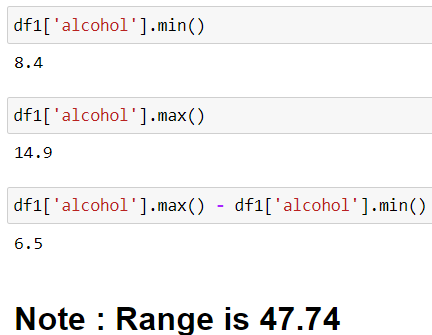 df1['alcohol'].min()
8.4
df1['alcohol'].max()
14.9
df1['alcohol'].max() - df1['alcohol'].min()
6.5
Note : Range is 47.74